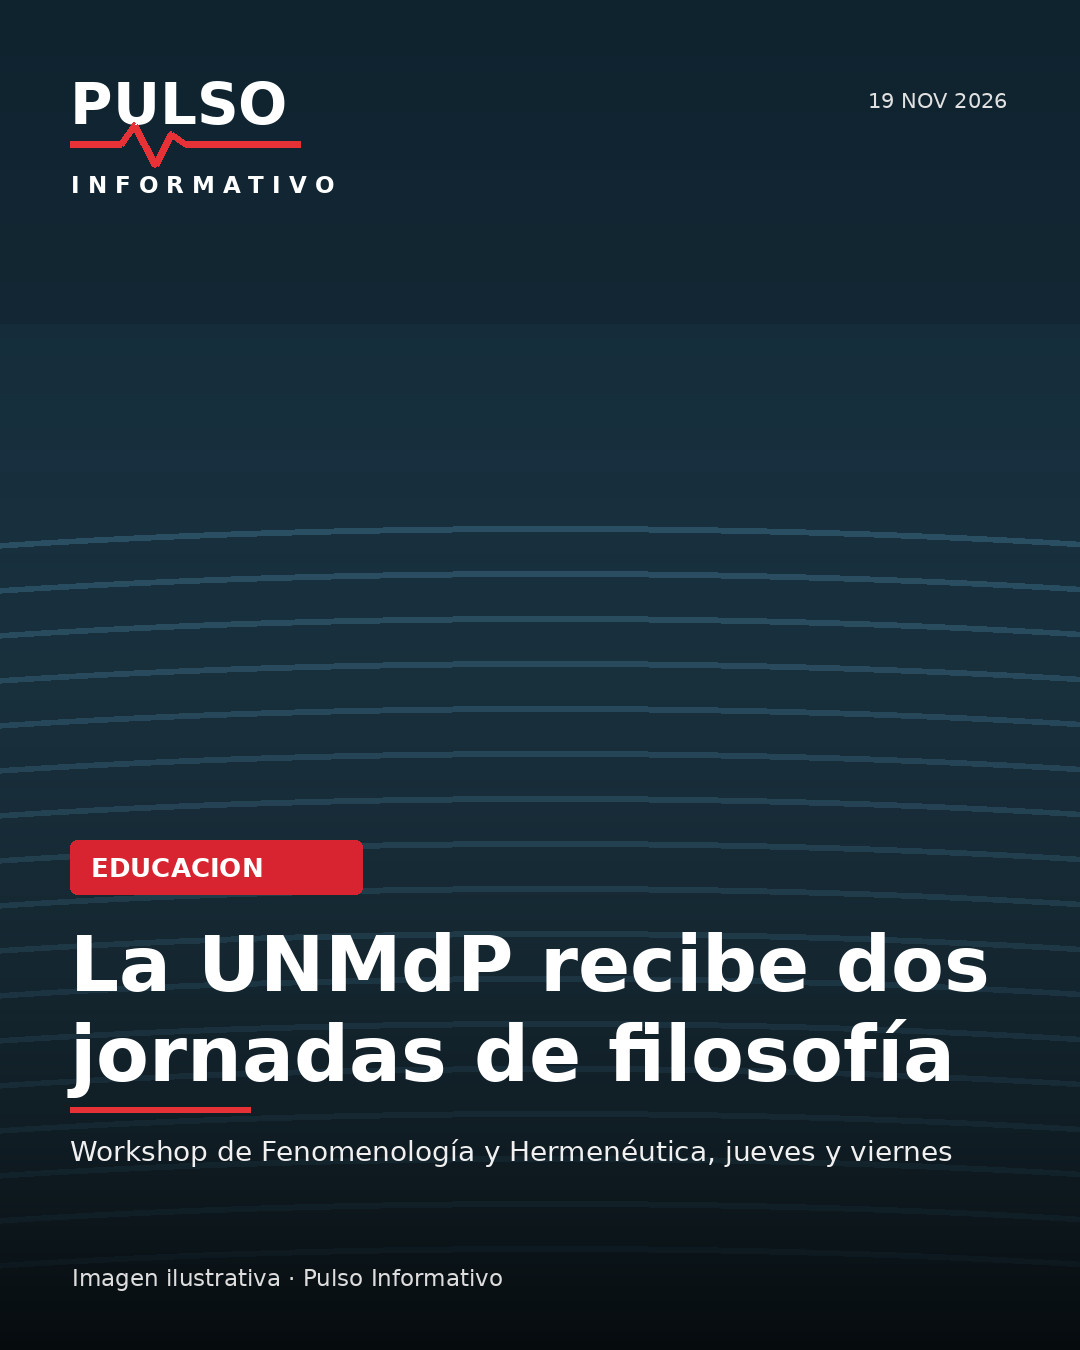 PULSO
INFORMATIVO
19 NOV 2026
EDUCACION
La UNMdP recibe dos
jornadas de filosofía
Workshop de Fenomenología y Hermenéutica, jueves y viernes
Imagen ilustrativa · Pulso Informativo